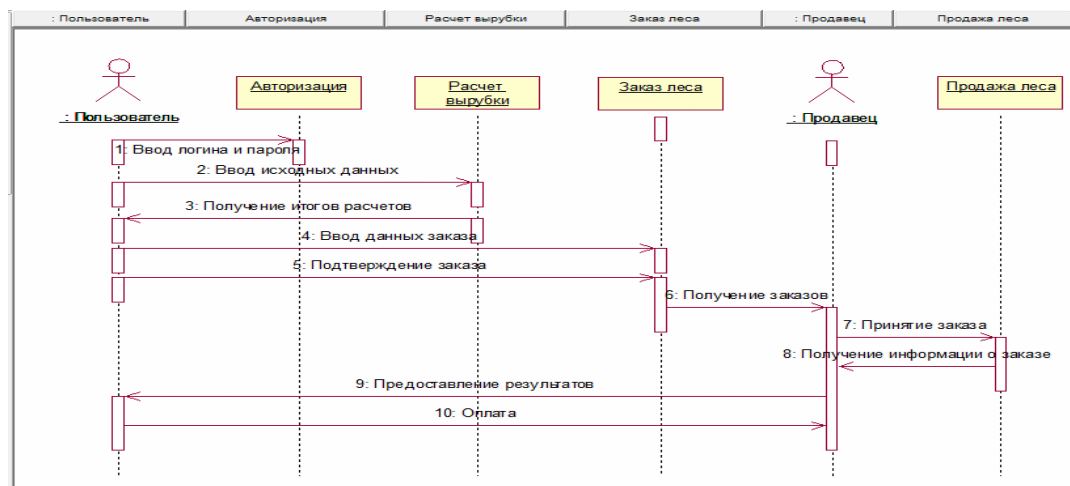 : Пользователь
Авторизация
Расчет вырубки
Заказ леса
: Продавец
Продажа леса
Авторизация
Расчет
вырубки
Заказ леса
Продажа леса
: Пользователь
: Продавец
1: Ввод логина и пароля
2: Ввод исходных данных
3: Получение итогов расчетов
4: Ввод данных заказа
5: Подтверждение заказа
6: Получение заказов
7: Принятие заказа
8: Получение информации о заказе
9: Предоставление результатов
10: Оплата